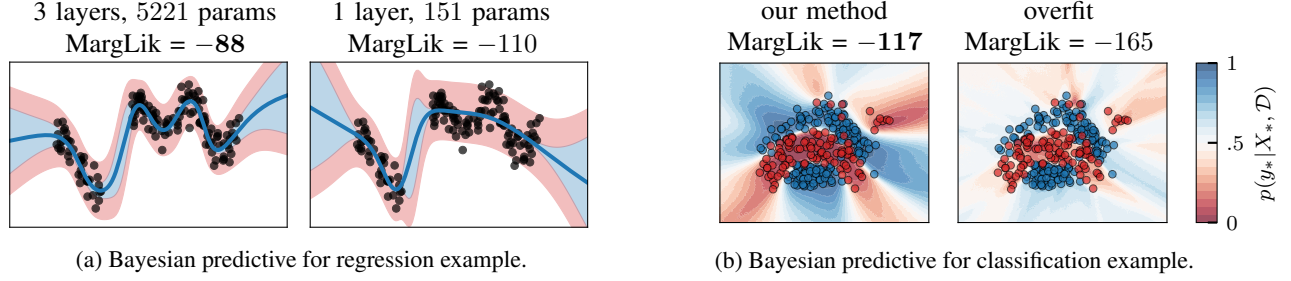 3 layers, 5221 params
MargLik = −88
1 layer, 151 params
MargLik = −110
(a) Bayesian predictive for regression example.
our method
MargLik = −117
overfit
MargLik = −165
1
.5
0
p(y*|X*, D)
(b) Bayesian predictive for classification example.